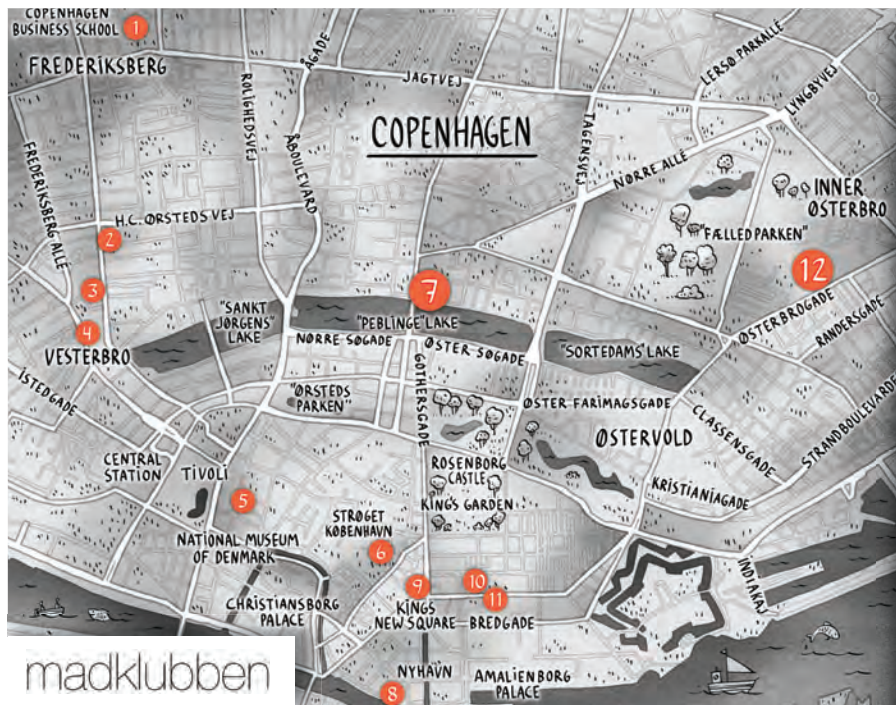 COPENHAGEN
BUSINESS SCHOOL
1
FREDERIKSBERG
ROLIGHEDSVEJ
ÅGADE
JAGTVEJ
LERSØ PARKALLÉ
LYNGBYVEJ
COPENHAGEN
TAGENSVEJ
NØRRE ALLÉ
FREDERIKSBERG ALLÉ
ÅBOULEVARD
H.C. ØRSTEDS VEJ
2
INNER
ØSTERBRO
"FÆLLEDPARKEN"
12
3
7
4
VESTERBRO
"SANKT
JØRGENS"
LAKE
"PEBLINGE" LAKE
NØRRE SØGADE
ØSTER SØGADE
"SORTEDAMS" LAKE
ØSTERBROGADE
RANDERSGADE
ISTEDGADE
"ØRSTEDS
PARKEN"
GOTHERSGADE
ØSTER FARIMAGSGADE
CLASSENSGADE
STRANDBOULEVARDE
ØSTERVOLD
CENTRAL
STATION
TIVOLI
5
ROSENBORG
CASTLE
KING'S GARDEN
KRISTIANIAGADE
NATIONAL MUSEUM
OF DENMARK
STRØGET
KØBENHAVN
6
INDIAKAJ
9
10
11
CHRISTIANSBORG
PALACE
KINGS
NEW SQUARE
BREDGADE
NYHAVN
AMALIENBORG
PALACE
8
madklubben